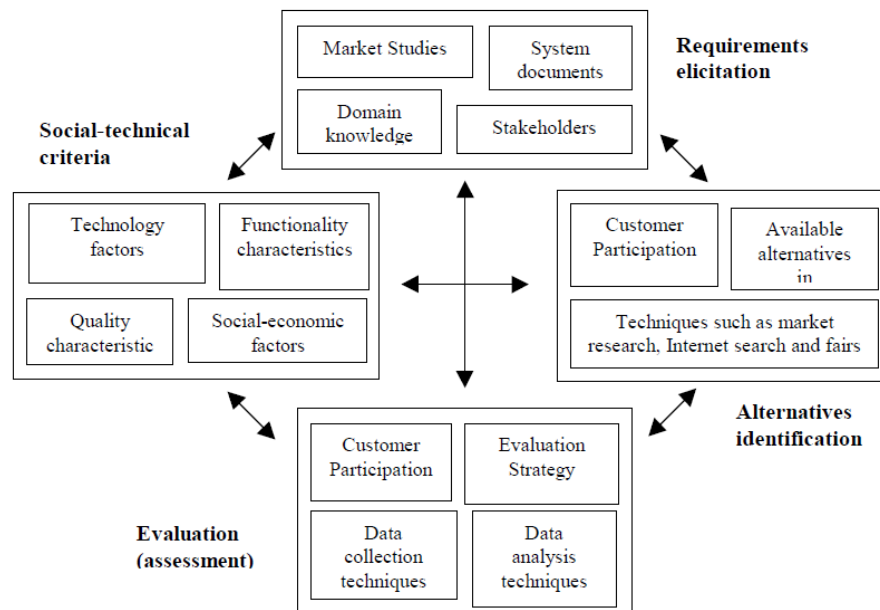 Market Studies
System
documents
Domain
knowledge
Stakeholders
Requirements
elicitation
Social-technical
criteria
Technology
factors
Functionality
characteristics
Quality
characteristic
Social-economic
factors
Customer
Participation
Available
alternatives
in
Techniques such as market
research, Internet search and fairs
Alternatives
identification
Customer
Participation
Evaluation
Strategy
Data
collection
techniques
Data
analysis
techniques
Evaluation
(assessment)